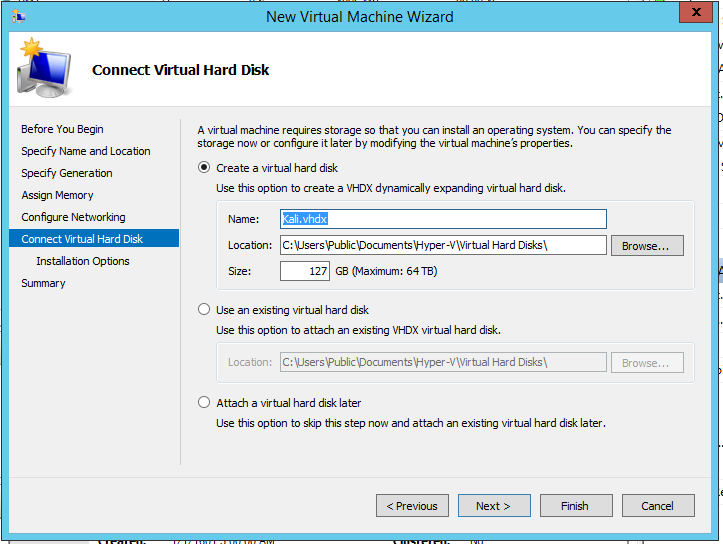 New Virtual Machine Wizard
x
Connect Virtual Hard Disk
Before You Begin
Specify Name and Location
Specify Generation
Assign Memory
Configure Networking
Connect Virtual Hard Disk
Installation Options
Summary
A virtual machine requires storage so that you can install an operating system. You can specify the
storage now or configure it later by modifying the virtual machine's properties.
Create a virtual hard disk
Use this option to create a VHDX dynamically expanding virtual hard disk.
Name: Kali.vhdx
Location: C:\Users\Public\Documents\Hyper-V\Virtual Hard Disks\ Browse...
Size: 127 GB (Maximum: 64 TB)
Use an existing virtual hard disk
Use this option to attach an existing VHDX virtual hard disk.
Location: C:\Users\Public\Documents\Hyper-V\Virtual Hard Disks\ Browse...
Attach a virtual hard disk later
Use this option to skip this step now and attach an existing virtual hard disk later.
< Previous Next > Finish Cancel